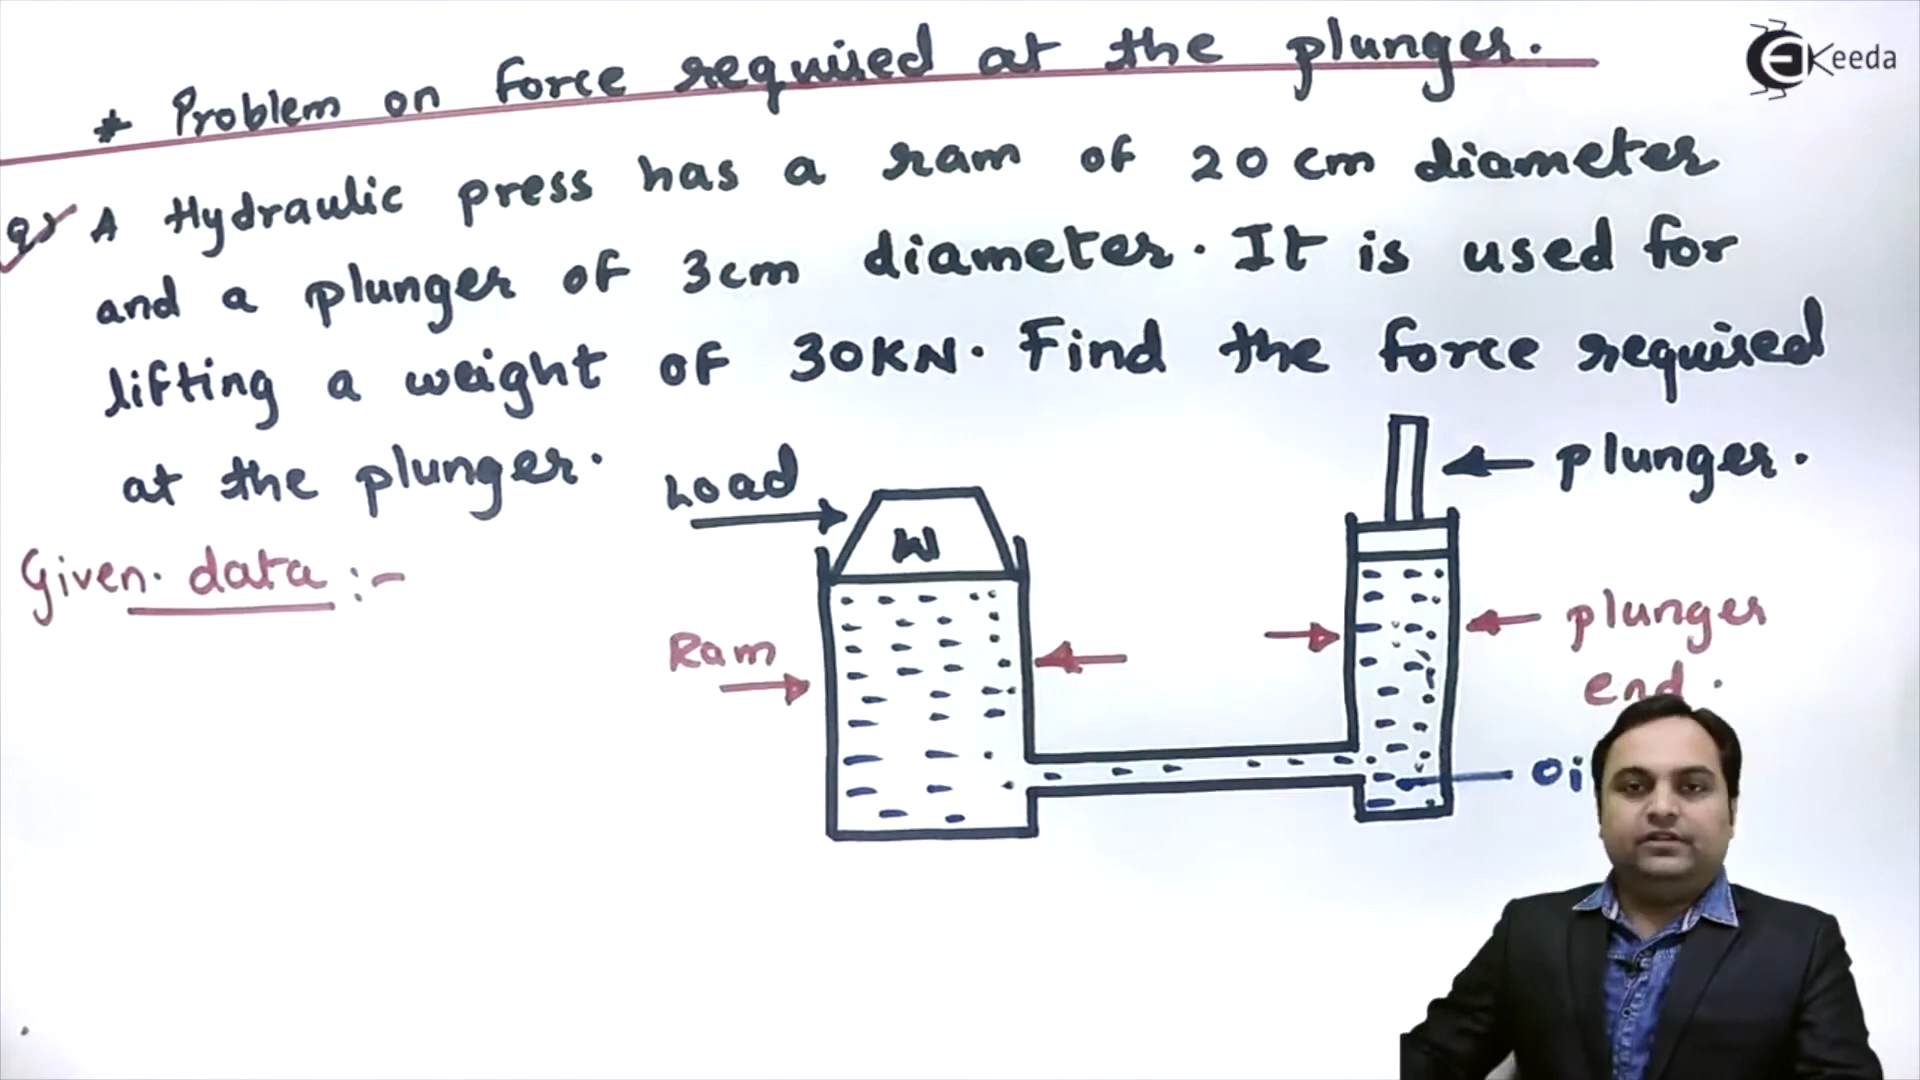 * Problem on force required at the plunger.
Keeda
Q> A Hydraulic press has a ram of 20 cm diameter
and a plunger of 3cm diameter. It is used for
lifting a weight of 30KN. Find the force required
at the plunger.
Load
plunger.
W
Given data :-
Ram
plunger
end.
Oi